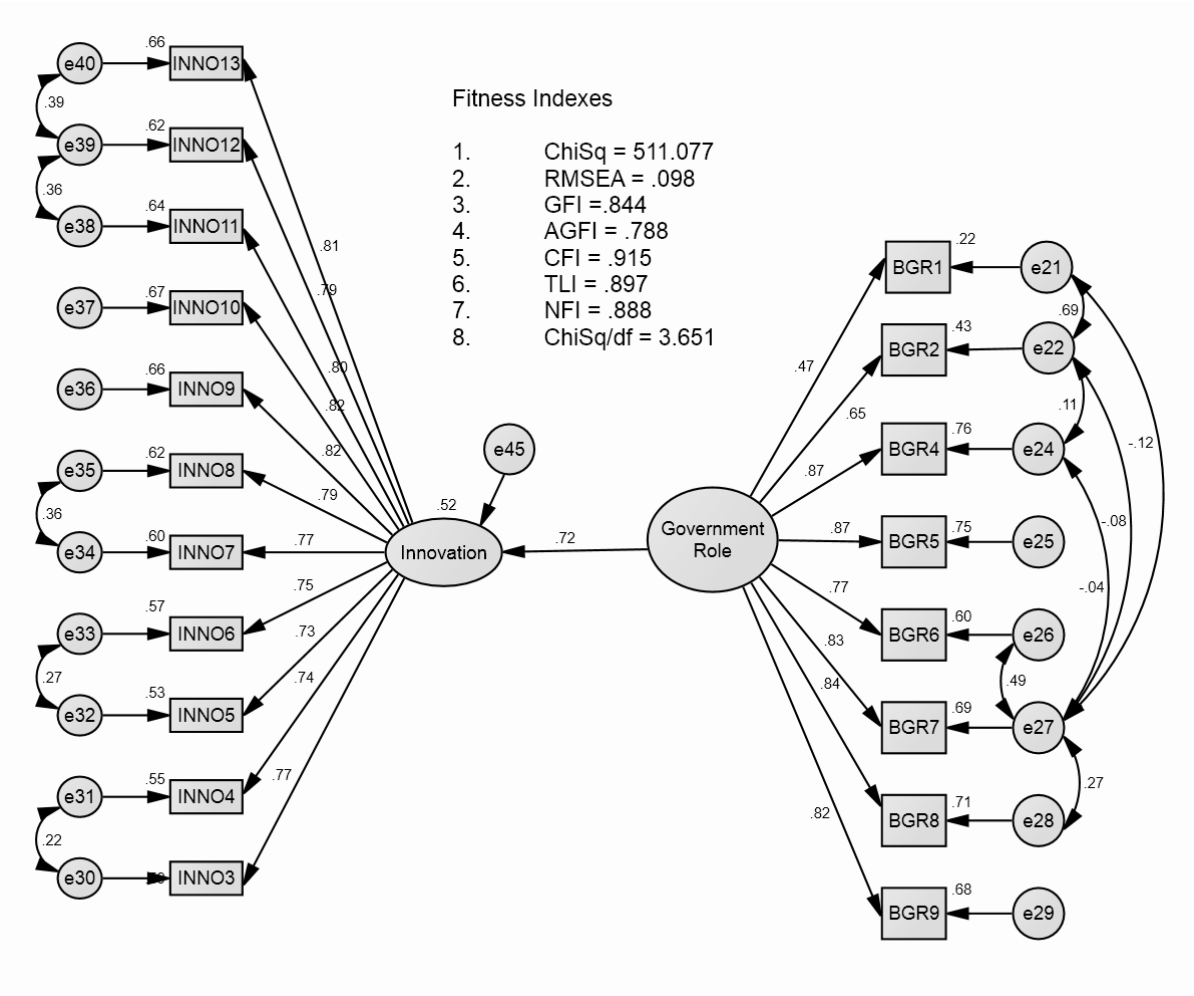 e40
.66
INNO13
.39
e39
.62
INNO12
.36
e38
.64
INNO11
e37
.67
INNO10
e36
.66
INNO9
e35
.62
INNO8
.36
e34
.60
INNO7
e33
.57
INNO6
.27
e32
.53
INNO5
e31
.55
INNO4
.22
e30
INNO3
.81
.79
.80
.82
.82
.79
.77
.75
.73
.74
.77
Fitness Indexes
1. ChiSq = 511.077
2. RMSEA = .098
3. GFI =.844
4. AGFI = .788
5. CFI = .915
6. TLI = .897
7. NFI = .888
8. ChiSq/df = 3.651
e45
.52
Innovation
.72
Government
Role
.47
.65
.87
.87
.77
.83
.84
.82
BGR1
.22
e21
.69
BGR2
.43
e22
.11
BGR4
.76
e24
-.12
-.08
BGR5
.75
e25
-.04
BGR6
.60
e26
.49
BGR7
.69
e27
.27
BGR8
.71
e28
BGR9
.68
e29